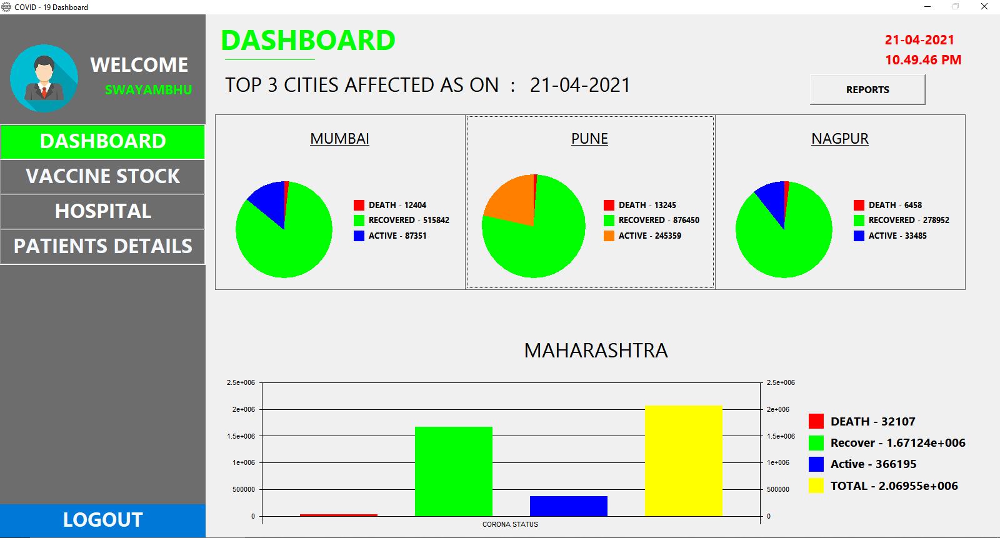 COVID - 19 Dashboard
WELCOME
SWAYAMBHU
DASHBOARD
VACCINE STOCK
HOSPITAL
PATIENTS DETAILS
LOGOUT
DASHBOARD
21-04-2021
10.49.46 PM
TOP 3 CITIES AFFECTED AS ON : 21-04-2021
REPORTS
MUMBAI
DEATH - 12404
RECOVERED - 515842
ACTIVE - 87351
PUNE
DEATH - 13245
RECOVERED - 876450
ACTIVE - 245359
NAGPUR
DEATH - 6458
RECOVERED - 278952
ACTIVE - 33485
MAHARASHTRA
2.5e+006
2e+006
1.5e+006
1e+006
500000
0
2.5e+006
2e+006
1.5e+006
1e+006
500000
0
CORONA STATUS
DEATH - 32107
Recover - 1.67124e+006
Active - 366195
TOTAL - 2.06955e+006